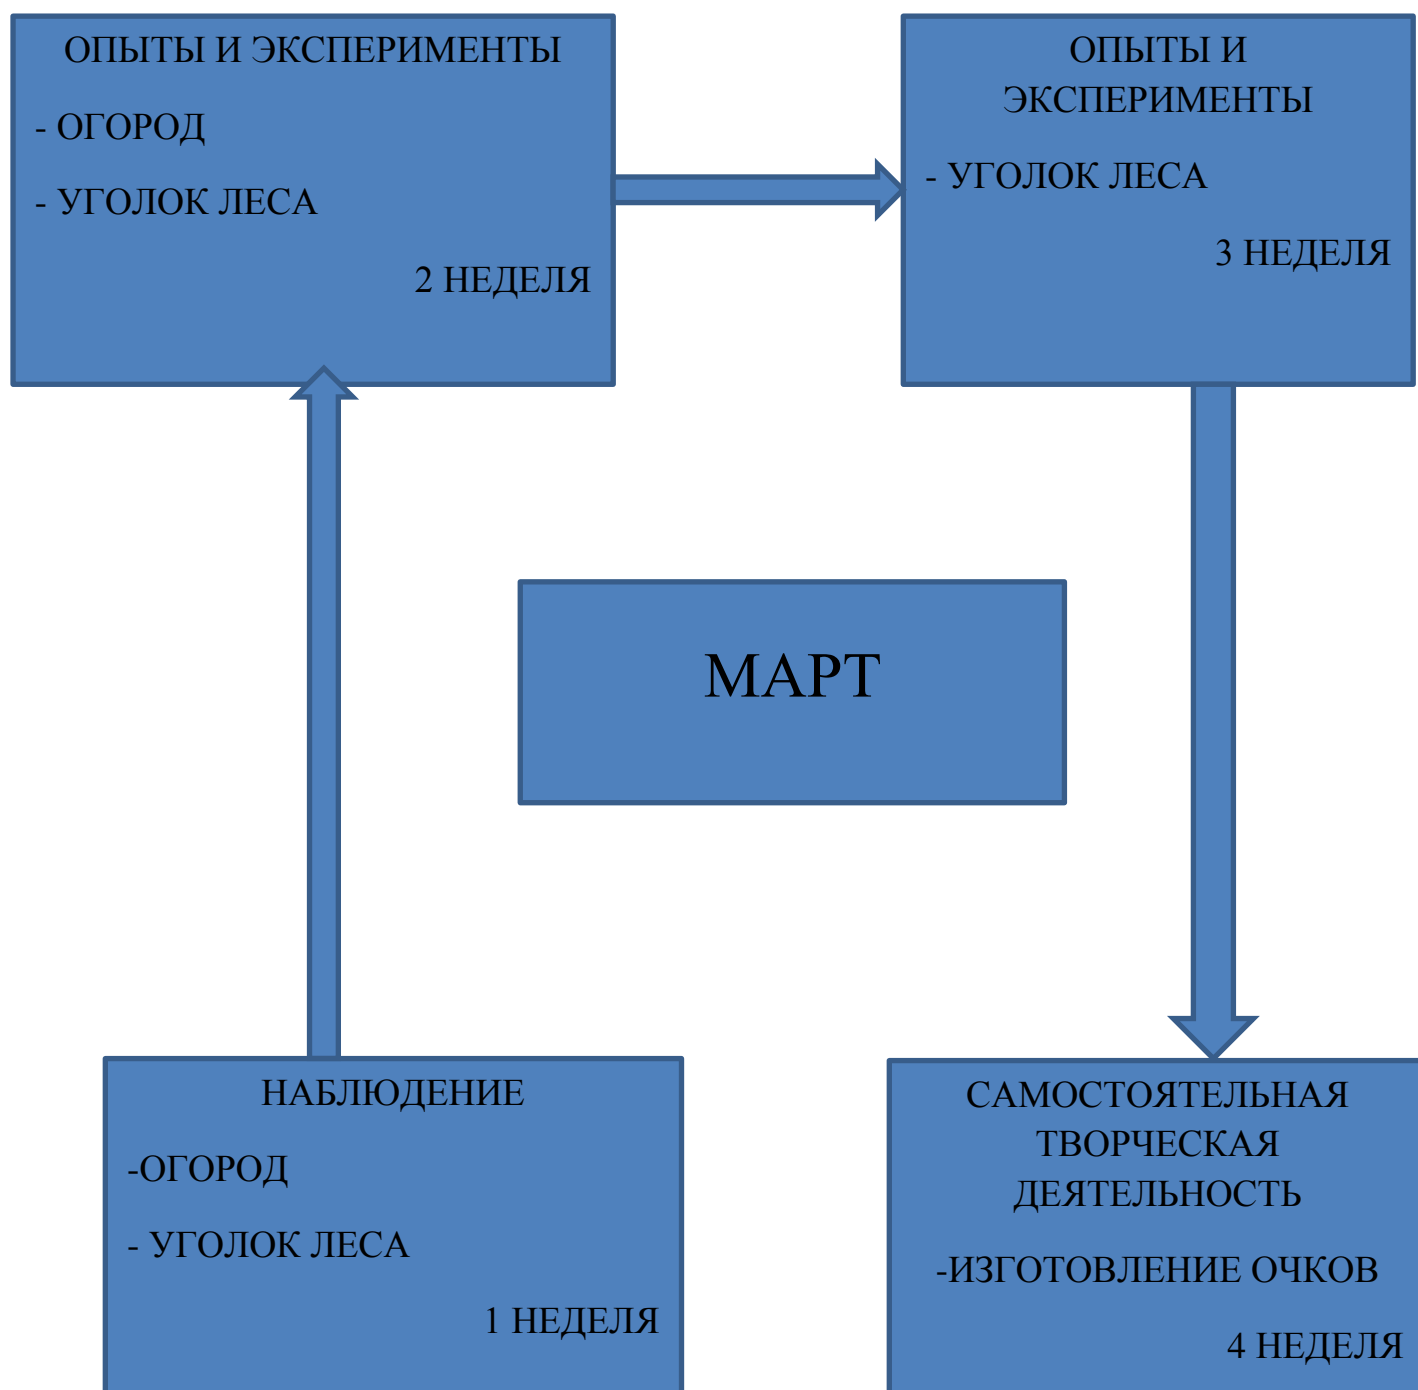 ОПЫТЫ И ЭКСПЕРИМЕНТЫ
- ОГОРОД
- УГОЛОК ЛЕСА
2 НЕДЕЛЯ
ОПЫТЫ И
ЭКСПЕРИМЕНТЫ
- УГОЛОК ЛЕСА
3 НЕДЕЛЯ
МАРТ
НАБЛЮДЕНИЕ
-ОГОРОД
- УГОЛОК ЛЕСА
1 НЕДЕЛЯ
САМОСТОЯТЕЛЬНАЯ
ТВОРЧЕСКАЯ
ДЕЯТЕЛЬНОСТЬ
-ИЗГОТОВЛЕНИЕ ОЧКОВ
4 НЕДЕЛЯ